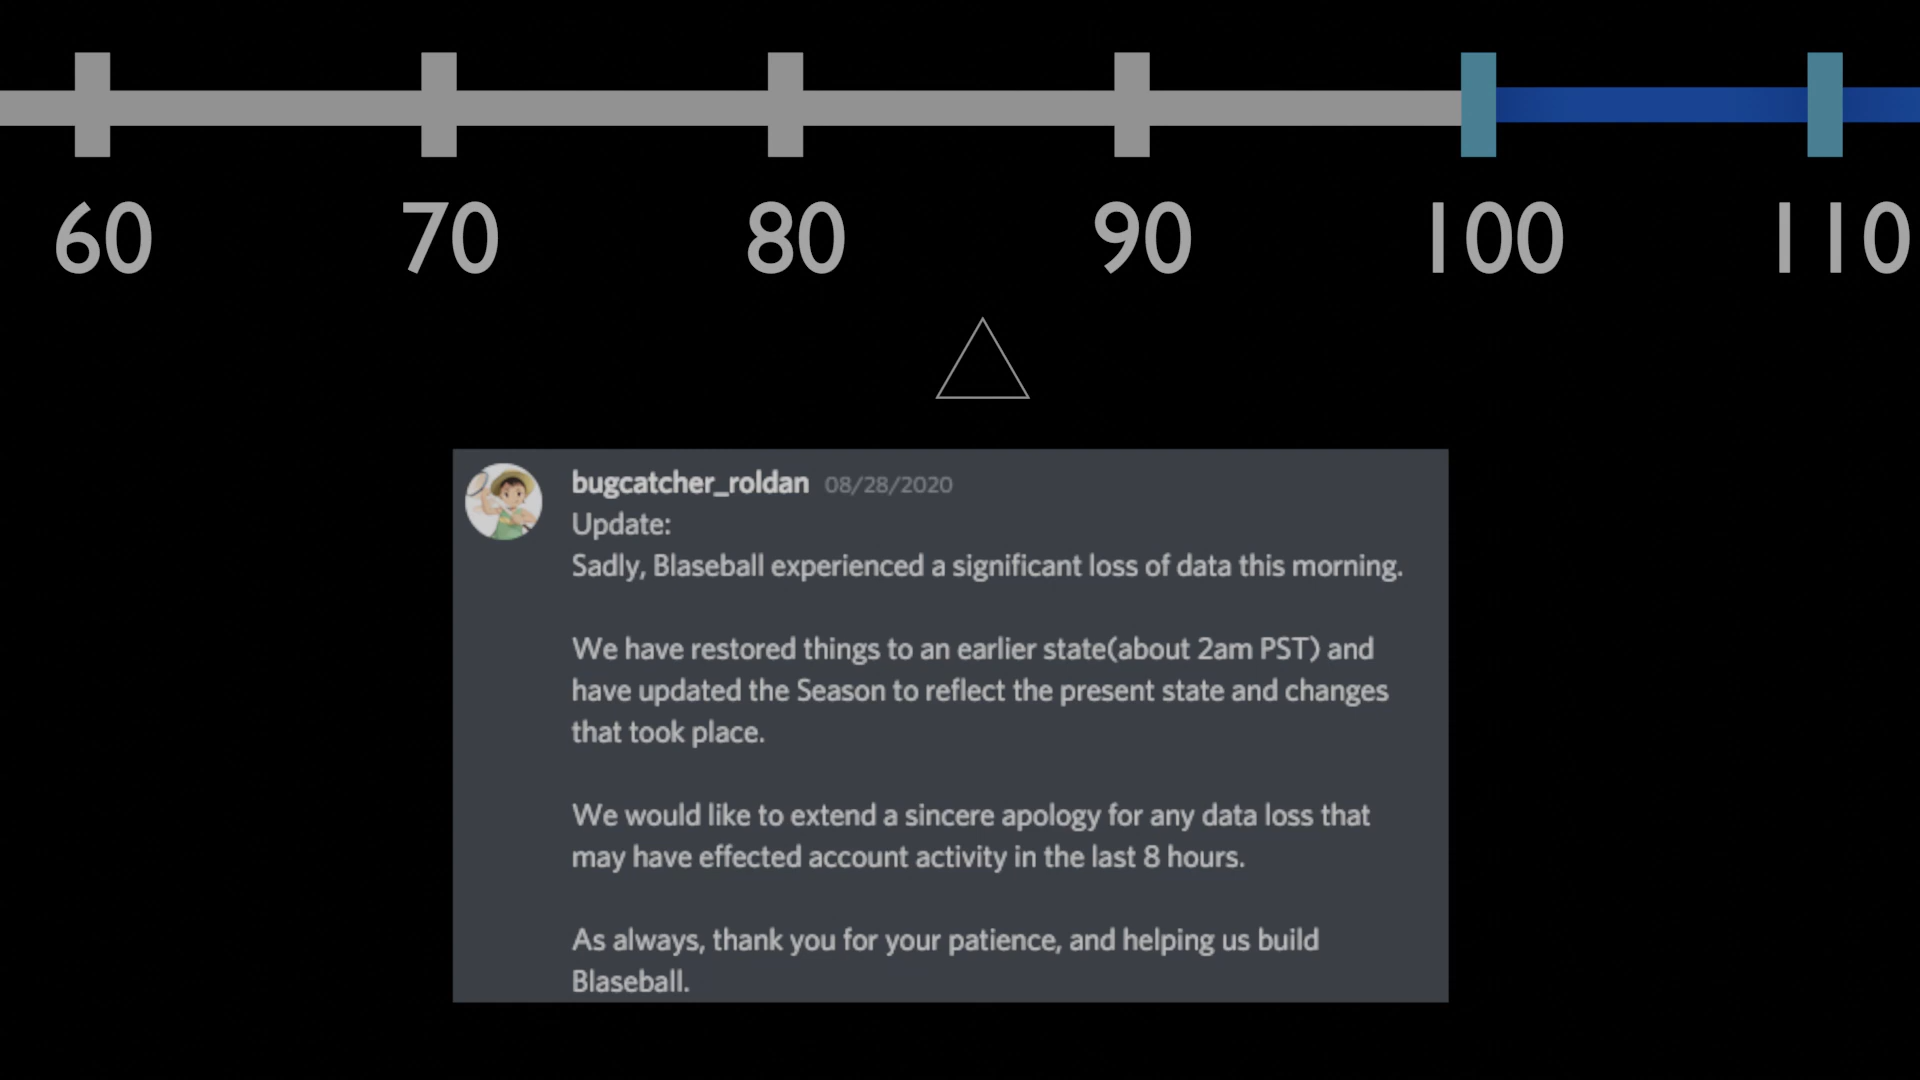 60 70 80 90 100 110
bugcatcher_roldan 08/28/2020
Update:
Sadly, Blaseball experienced a significant loss of data this morning.
We have restored things to an earlier state(about 2am PST) and
have updated the Season to reflect the present state and changes
that took place.
We would like to extend a sincere apology for any data loss that
may have effected account activity in the last 8 hours.
As always, thank you for your patience, and helping us build
Blaseball.